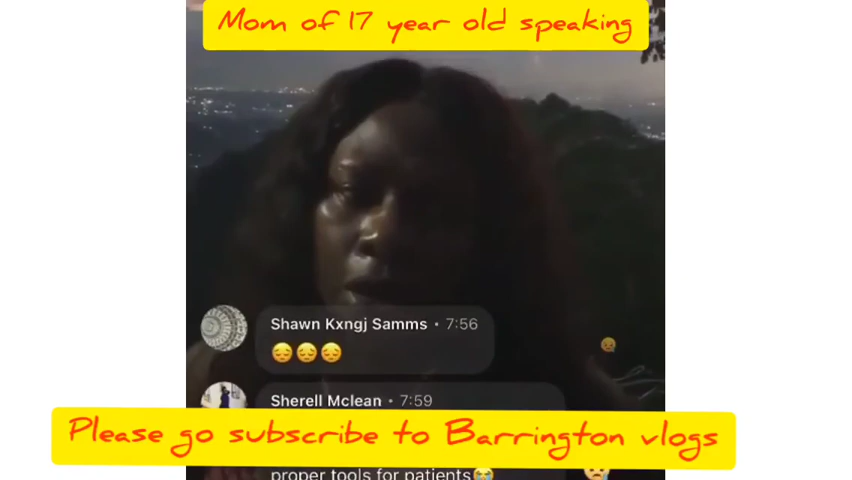 Mom of 17 year old speaking
Shawn Kxngj Samms • 7:56
😔😔😔
Sherell Mclean • 7:59
Please go subscribe to Barrington vlogs
proper tools for patients😭